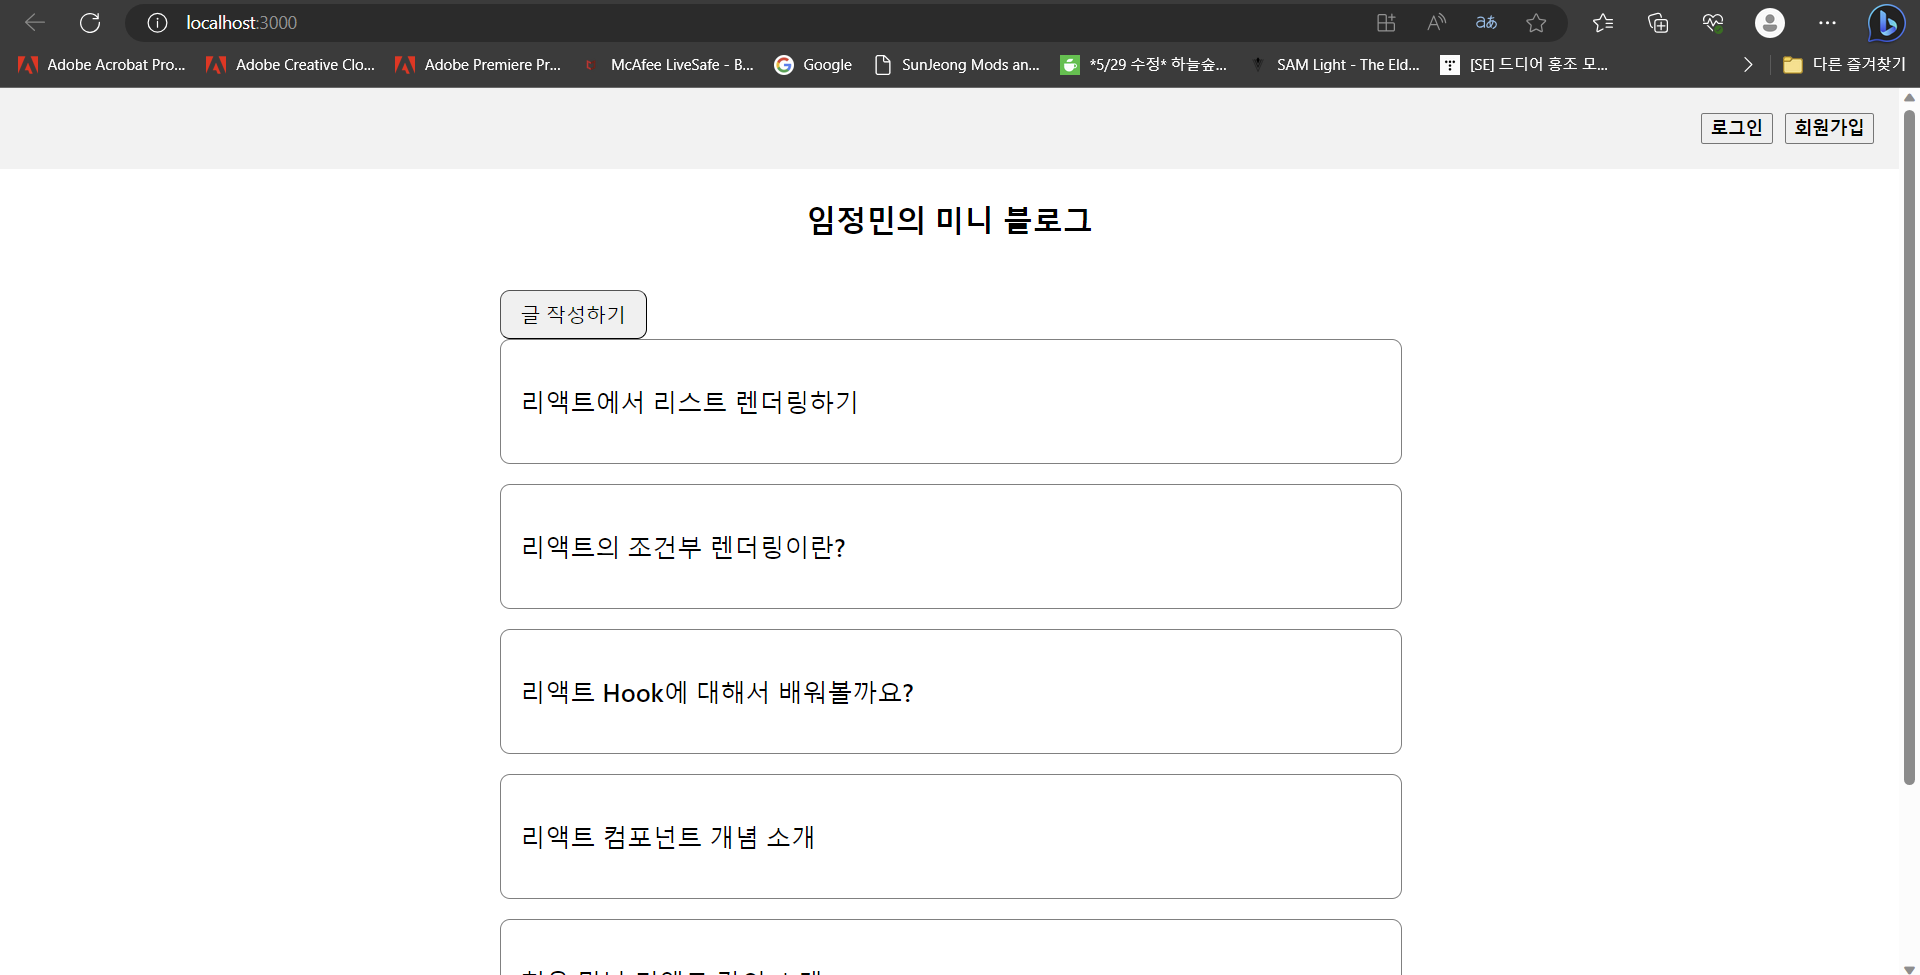 localhost:3000
Adobe Acrobat Pro... Adobe Creative Clo... Adobe Premiere Pr... McAfee LiveSafe - B... Google SunJeong Mods an... *5/29 수정* 하늘숲... SAM Light - The Eld... [SE] 드디어 홍조 모... 다른 즐겨찾기
로그인 회원가입
임정민의 미니 블로그
글 작성하기
리액트에서 리스트 렌더링하기
리액트의 조건부 렌더링이란?
리액트 Hook에 대해서 배워볼까요?
리액트 컴포넌트 개념 소개